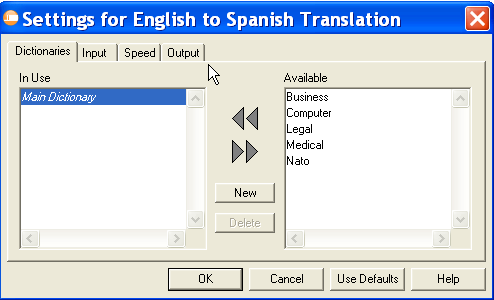 Settings for English to Spanish Translation
Dictionaries Input Speed Output
In Use
Main Dictionary
Available
Business
Computer
Legal
Medical
Nato
New
Delete
OK Cancel Use Defaults Help